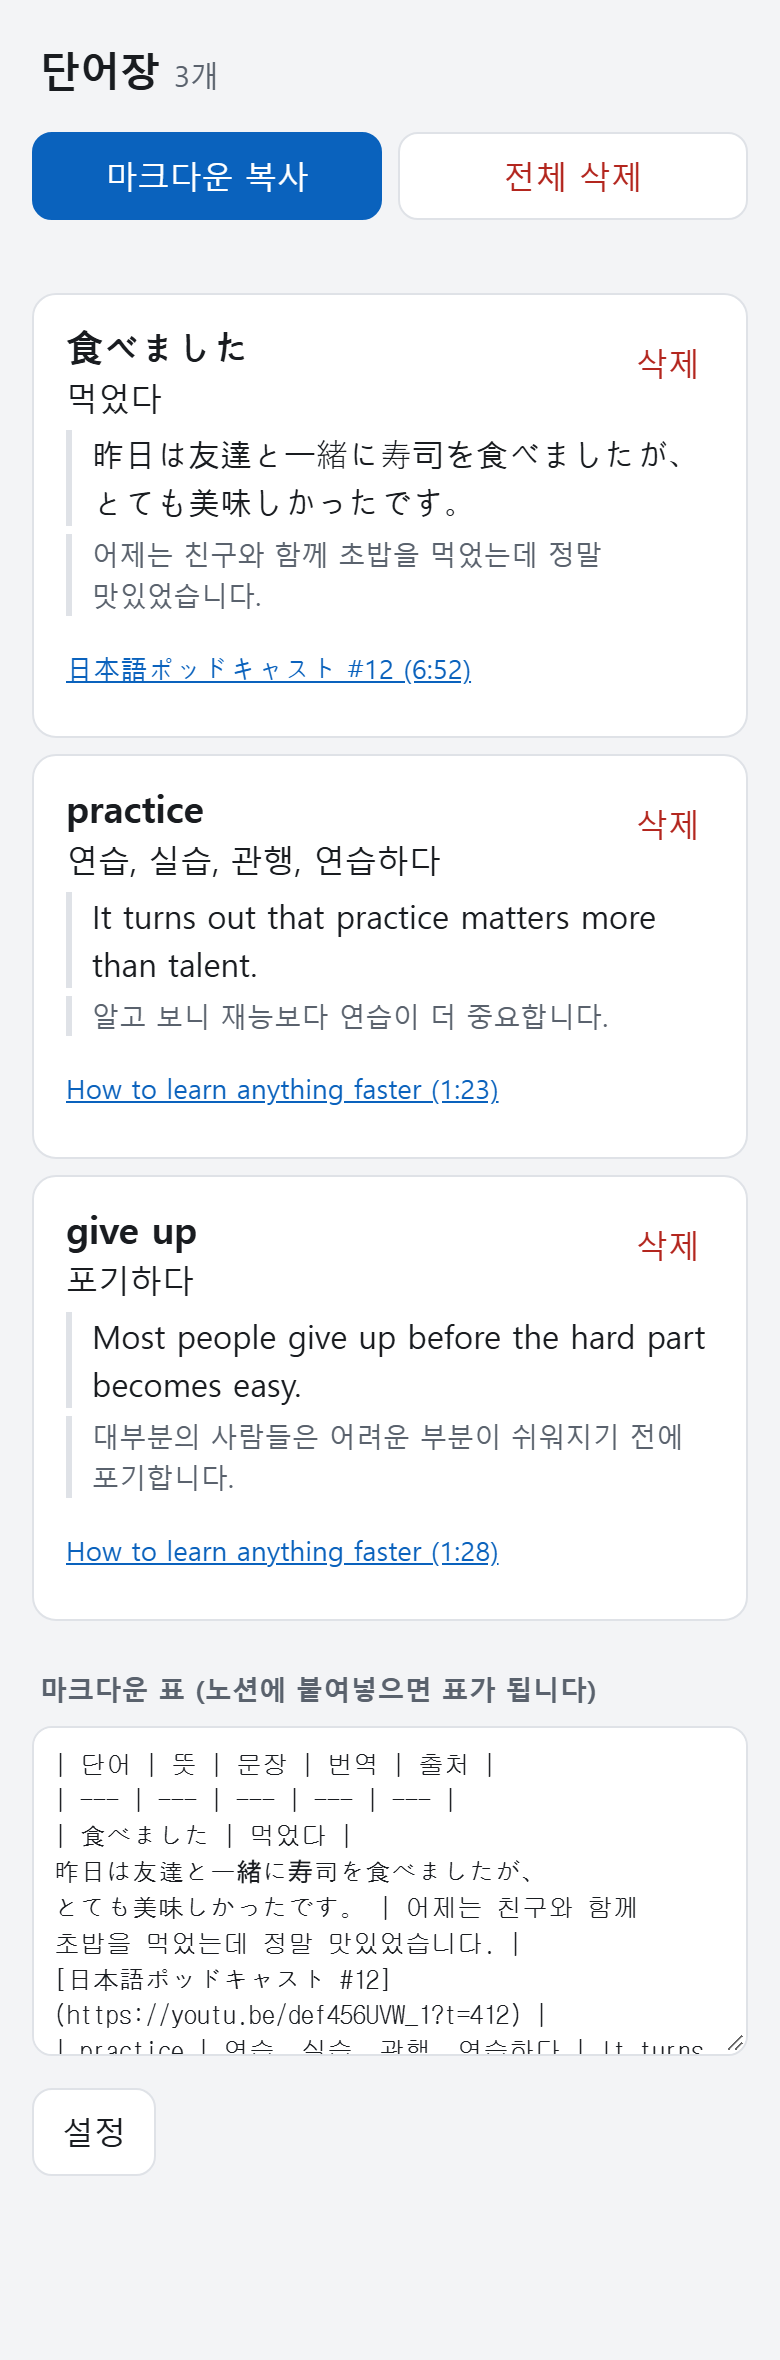 단어장 3개
마크다운 복사
전체 삭제
食べました
삭제
먹었다
昨日は友達と一緒に寿司を食べましたが、
とても美味しかったです。
어제는 친구와 함께 초밥을 먹었는데 정말
맛있었습니다.
日本語ポッドキャスト #12 (6:52)
practice
삭제
연습, 실습, 관행, 연습하다
It turns out that practice matters more
than talent.
알고 보니 재능보다 연습이 더 중요합니다.
How to learn anything faster (1:23)
give up
삭제
포기하다
Most people give up before the hard part
becomes easy.
대부분의 사람들은 어려운 부분이 쉬워지기 전에
포기합니다.
How to learn anything faster (1:28)
마크다운 표 (노션에 붙여넣으면 표가 됩니다)
| 단어 | 뜻 | 문장 | 번역 | 출처 |
| --- | --- | --- | --- | --- |
| 食べました | 먹었다 |
昨日は友達と一緒に寿司を食べましたが、
とても美味しかったです。 | 어제는 친구와 함께
초밥을 먹었는데 정말 맛있었습니다. |
[日本語ポッドキャスト #12]
(https://youtu.be/def456UVW_1?t=412) |
| practice | 연습, 실습, 관행, 연습하다 | It turns
설정